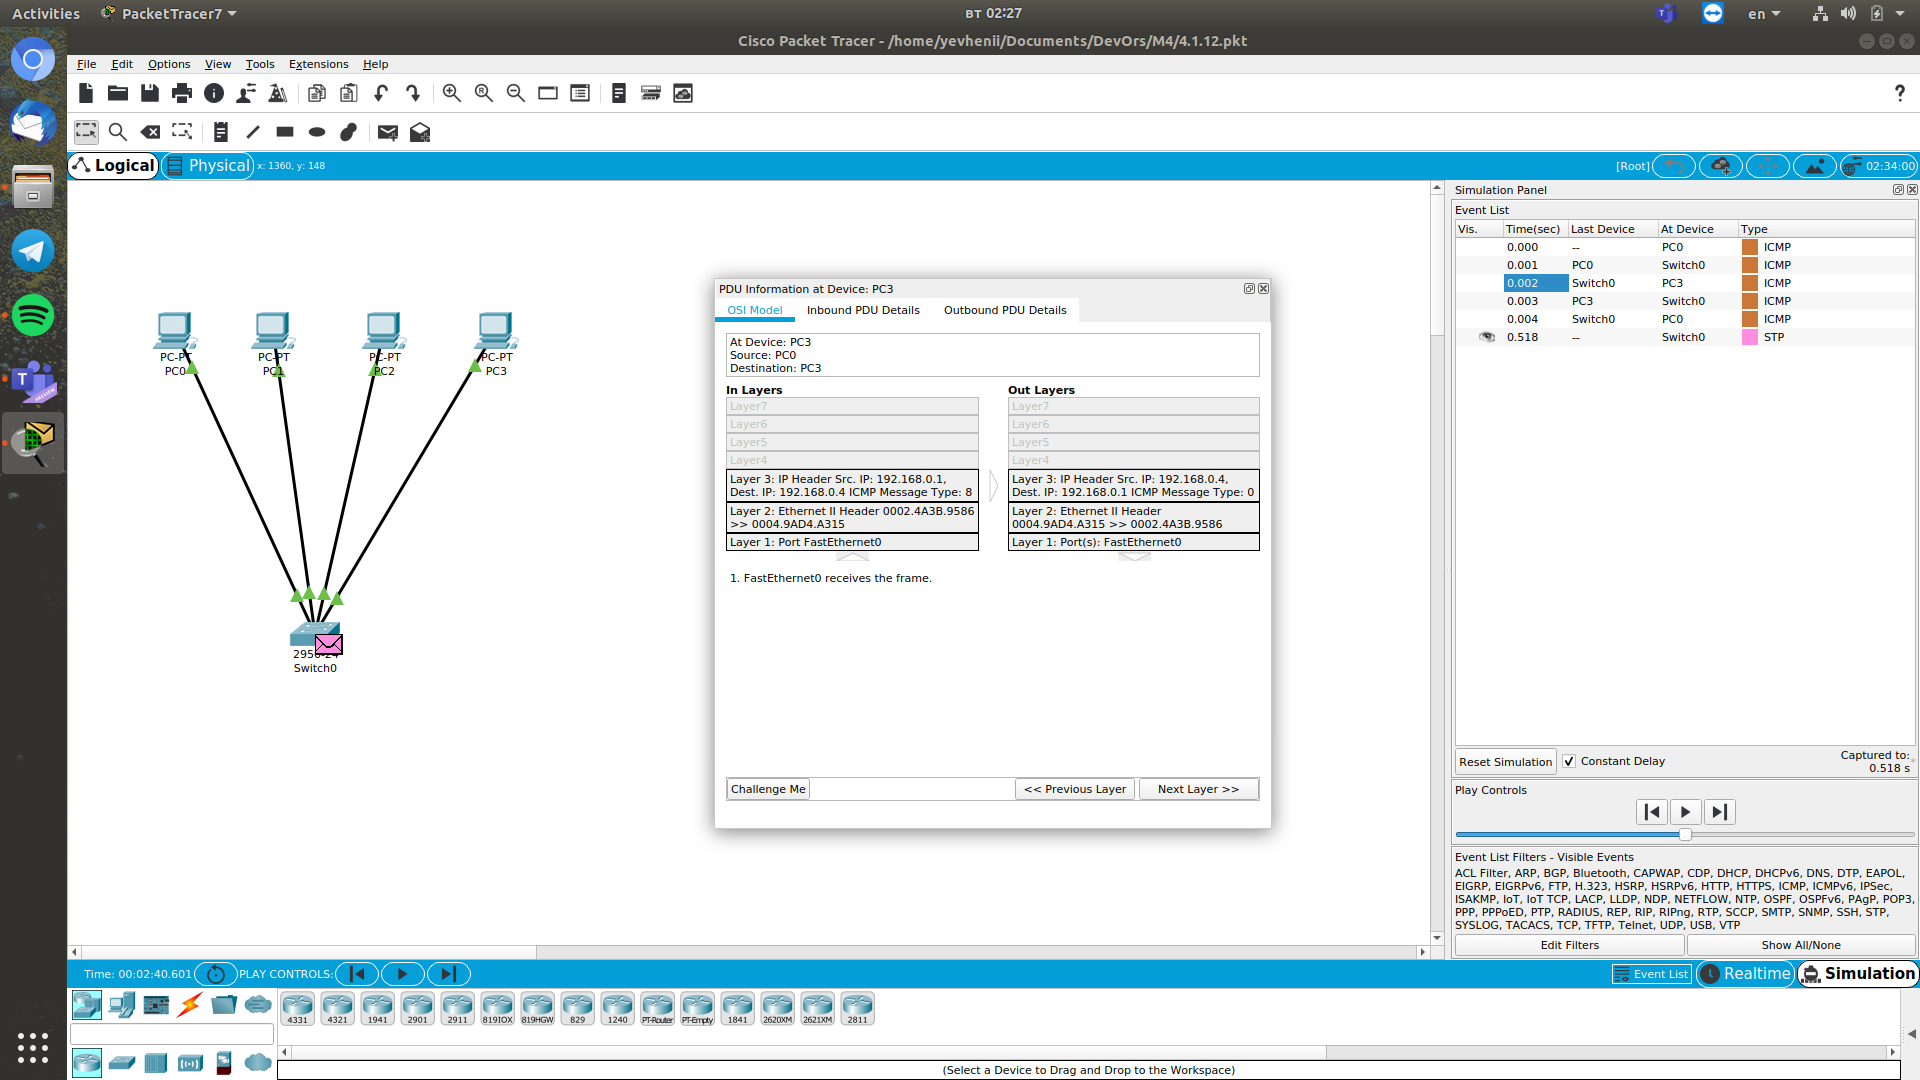 Activities
PacketTracer7
вт 02:27
en
Cisco Packet Tracer - /home/yevhenii/Documents/DevOrs/M4/4.1.12.pkt
File Edit Options View Tools Extensions Help
Logical
Physical
x: 1360, y: 148
[Root]
02:34:00
PC-PT
PC0
PC-PT
PC1
PC-PT
PC2
PC-PT
PC3
Switch0
PDU Information at Device: PC3
OSI Model Inbound PDU Details Outbound PDU Details
At Device: PC3
Source: PC0
Destination: PC3
In Layers
Layer7
Layer6
Layer5
Layer4
Layer 3: IP Header Src. IP: 192.168.0.1,
Dest. IP: 192.168.0.4 ICMP Message Type: 8
Layer 2: Ethernet II Header 0002.4A3B.9586
>> 0004.9AD4.A315
Layer 1: Port FastEthernet0
Out Layers
Layer7
Layer6
Layer5
Layer4
Layer 3: IP Header Src. IP: 192.168.0.4,
Dest. IP: 192.168.0.1 ICMP Message Type: 0
Layer 2: Ethernet II Header
0004.9AD4.A315 >> 0002.4A3B.9586
Layer 1: Port(s): FastEthernet0
1. FastEthernet0 receives the frame.
Challenge Me
<< Previous Layer
Next Layer >>
Simulation Panel
Event List
Vis. Time(sec) Last Device At Device Type
0.000 -- PC0 ICMP
0.001 PC0 Switch0 ICMP
0.002 Switch0 PC3 ICMP
0.003 PC3 Switch0 ICMP
0.004 Switch0 PC0 ICMP
0.518 -- Switch0 STP
Reset Simulation
Constant Delay
Captured to:
0.518 s
Play Controls
Event List Filters - Visible Events
ACL Filter, ARP, BGP, Bluetooth, CAPWAP, CDP, DHCP, DHCPv6, DNS, DTP, EAPOL,
EIGRP, EIGRPv6, FTP, H.323, HSRP, HSRPv6, HTTP, HTTPS, ICMP, ICMPv6, IPSec,
ISAKMP, IoT, IoT TCP, LACP, LLDP, NDP, NETFLOW, NTP, OSPF, OSPFv6, PAgP, POP3,
PPP, PPPoED, PTP, RADIUS, REP, RIP, RIPng, RTP, SCCP, SMTP, SNMP, SSH, STP,
SYSLOG, TACACS, TCP, TFTP, Telnet, UDP, USB, VTP
Edit Filters
Show All/None
Time: 00:02:40.601
PLAY CONTROLS:
Event List
Realtime
Simulation
4331 4321 1941 2901 2911 819IOX 819HGW 829 1240 PT-Router PT-Empty 1841 2620XM 2621XM 2811
(Select a Device to Drag and Drop to the Workspace)